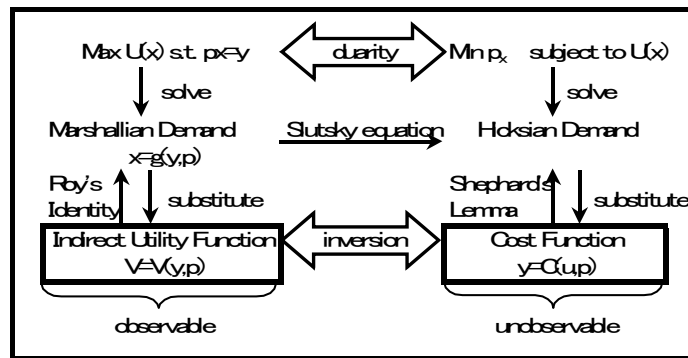 Max U(x) s.t. px=y
duarity
Min pₓ subject to U(x)
solve
solve
Marshallian Demand
x=g(y,p)
Slutsky equation
Hicksian Demand
Roy's
Identity
substitute
Shephard's
Lemma
substitute
Indirect Utility Function
V=V(y,p)
inversion
Cost Function
y=C(u,p)
observable
unobservable